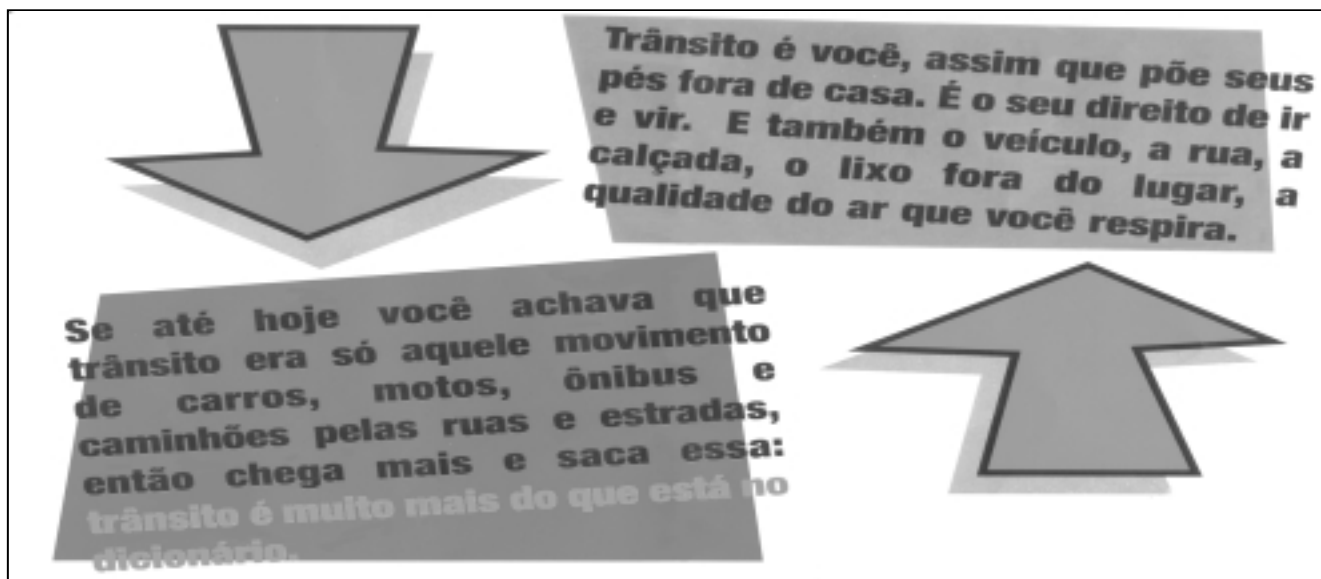 Trânsito é você, assim que põe seus
pés fora de casa. É o seu direito de ir
e vir. E também o veículo, a rua, a
calçada, o lixo fora do lugar, a
qualidade do ar que você respira.
Se até hoje você achava que
trânsito era só aquele movimento
de carros, motos, ônibus e
caminhões pelas ruas e estradas,
então chega mais e saca essa:
trânsito é muito mais do que está no
dicionário.